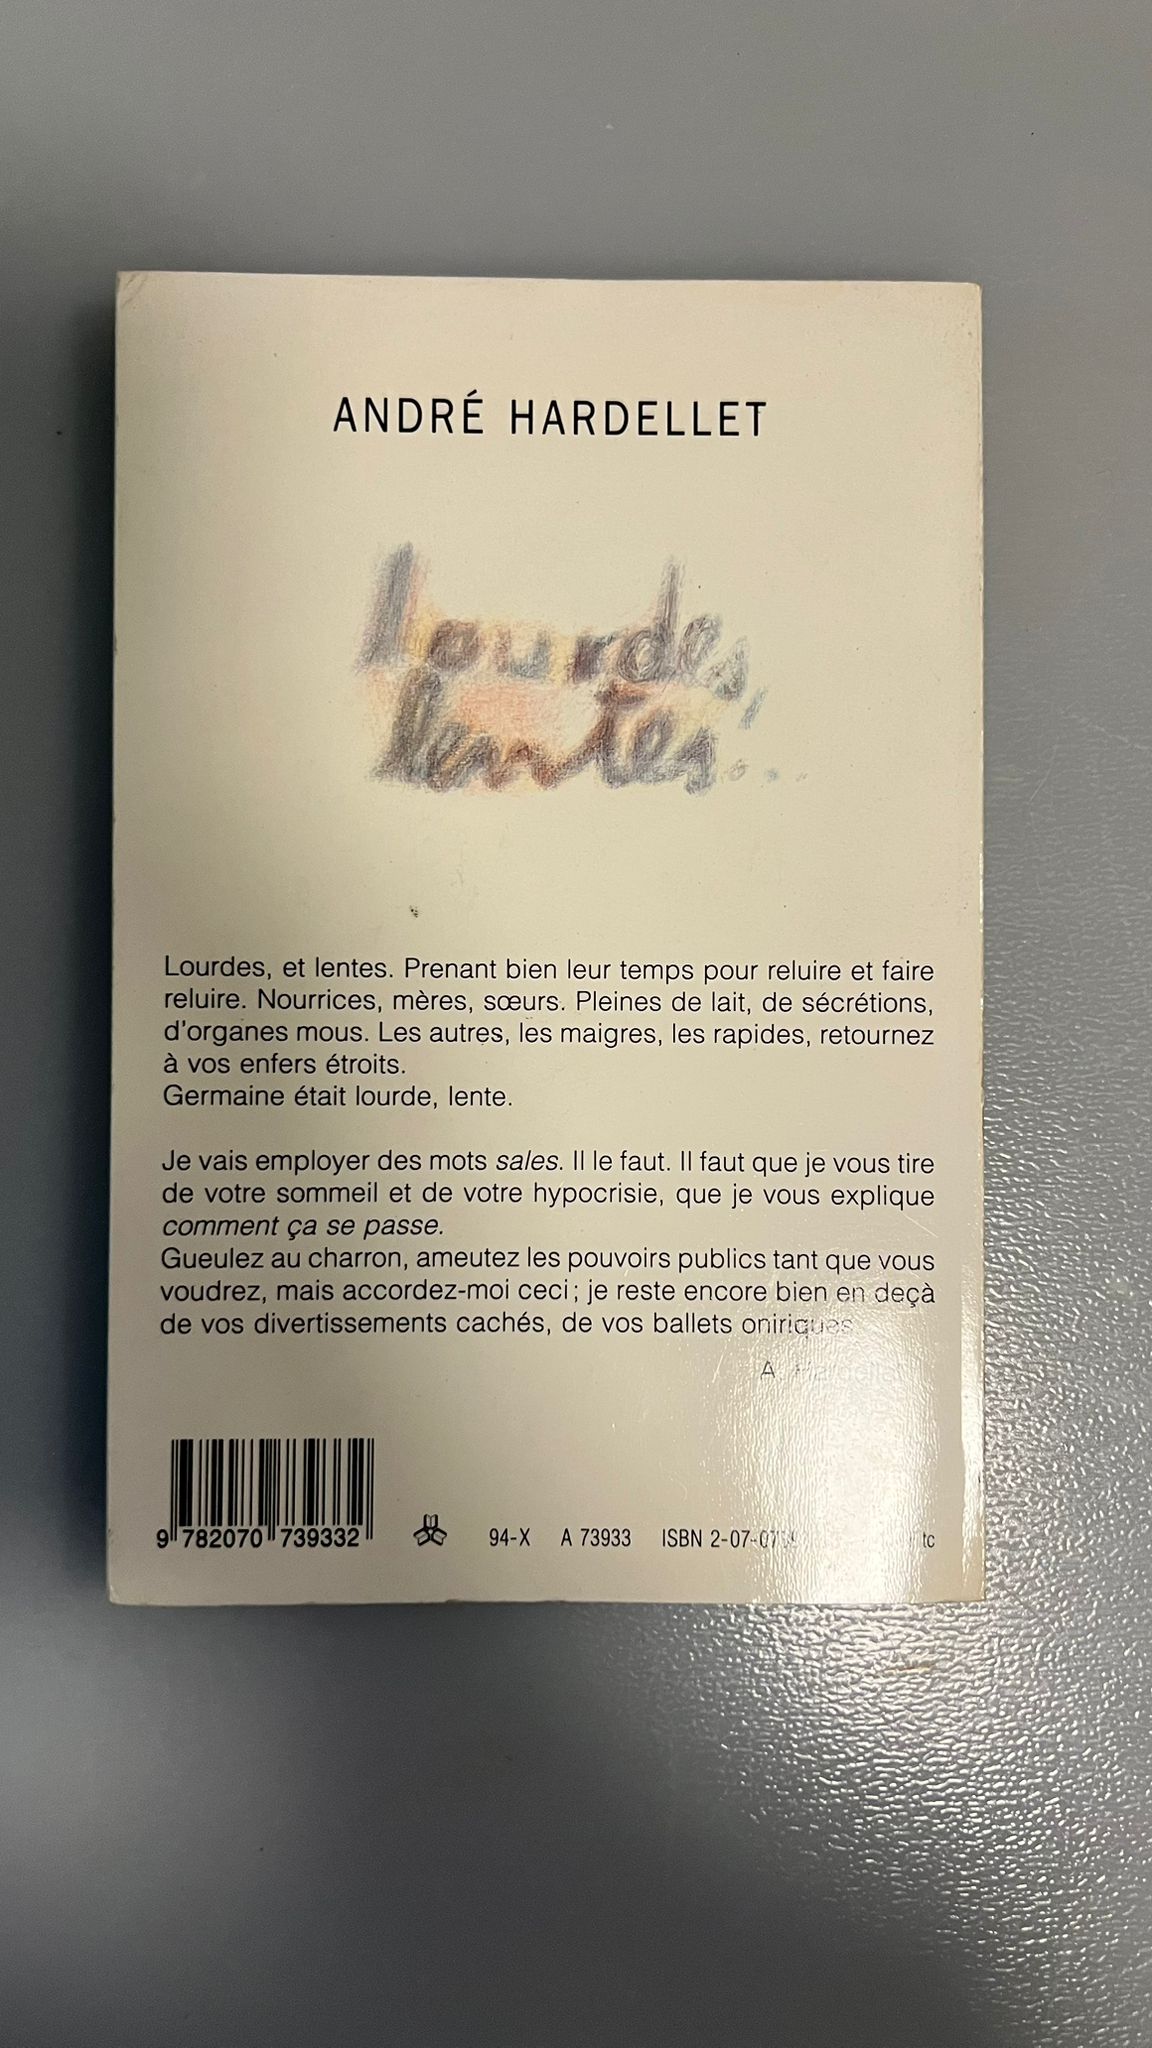 ANDRÉ HARDELLET
Lourdes,
lentes...
Lourdes, et lentes. Prenant bien leur temps pour reluire et faire
reluire. Nourrices, mères, sœurs. Pleines de lait, de sécrétions,
d'organes mous. Les autres, les maigres, les rapides, retournez
à vos enfers étroits.
Germaine était lourde, lente.
Je vais employer des mots sales. Il le faut. Il faut que je vous tire
de votre sommeil et de votre hypocrisie, que je vous explique
comment ça se passe.
Gueulez au charron, ameutez les pouvoirs publics tant que vous
voudrez, mais accordez-moi ceci ; je reste encore bien en deçà
de vos divertissements cachés, de vos ballets oniriques.
A. Hardellet
9 782070 739332
94-X A 73933 ISBN tc